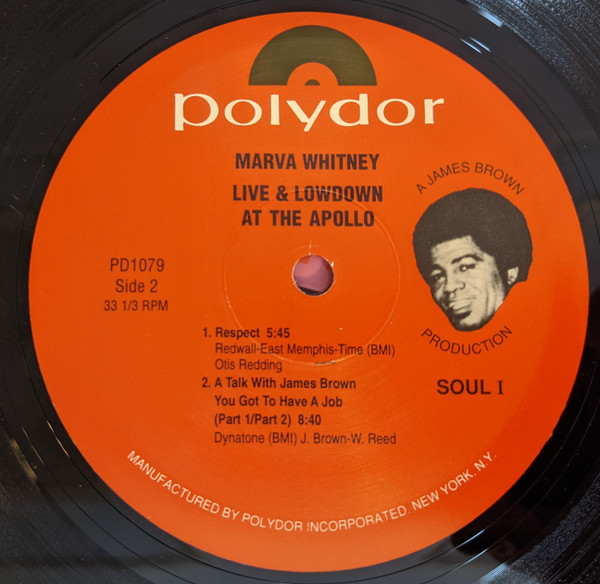 polydor
MARVA WHITNEY
LIVE & LOWDOWN
AT THE APOLLO
A JAMES BROWN
PRODUCTION
PD1079
Side 2
33 1/3 RPM
1. Respect 5:45
Redwall-East Memphis-Time (BMI)
Otis Redding
2. A Talk With James Brown
You Got To Have A Job
(Part 1/Part 2) 8:40
Dynatone (BMI) J. Brown-W. Reed
SOUL I
MANUFACTURED BY POLYDOR INCORPORATED. NEW YORK. N.Y.